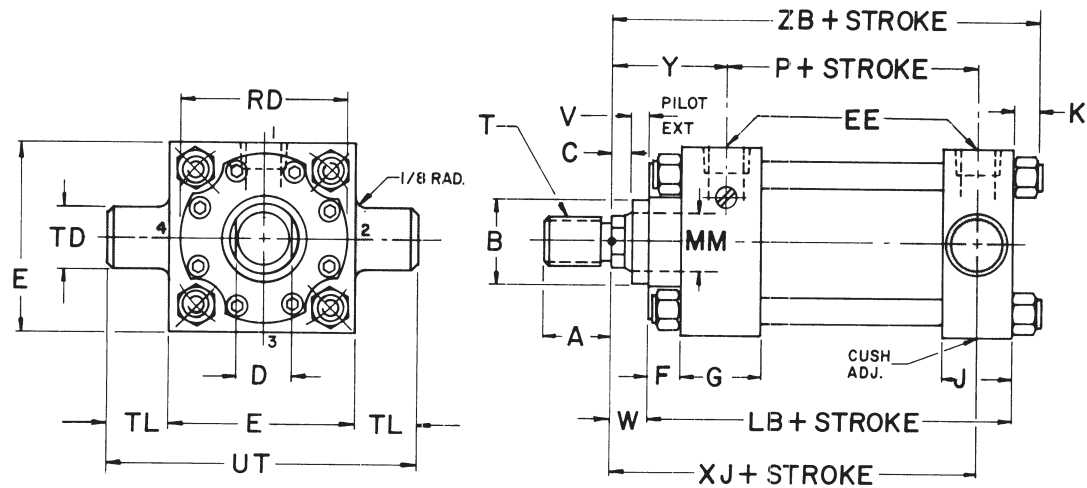 RD
1
1/8 RAD.
TD
4
2
E
3
D
TL
E
TL
UT
ZB + STROKE
Y
P + STROKE
V
PILOT
EXT
K
T
C
EE
B
MM
A
F
G
CUSH
ADJ.
J
W
LB + STROKE
XJ + STROKE